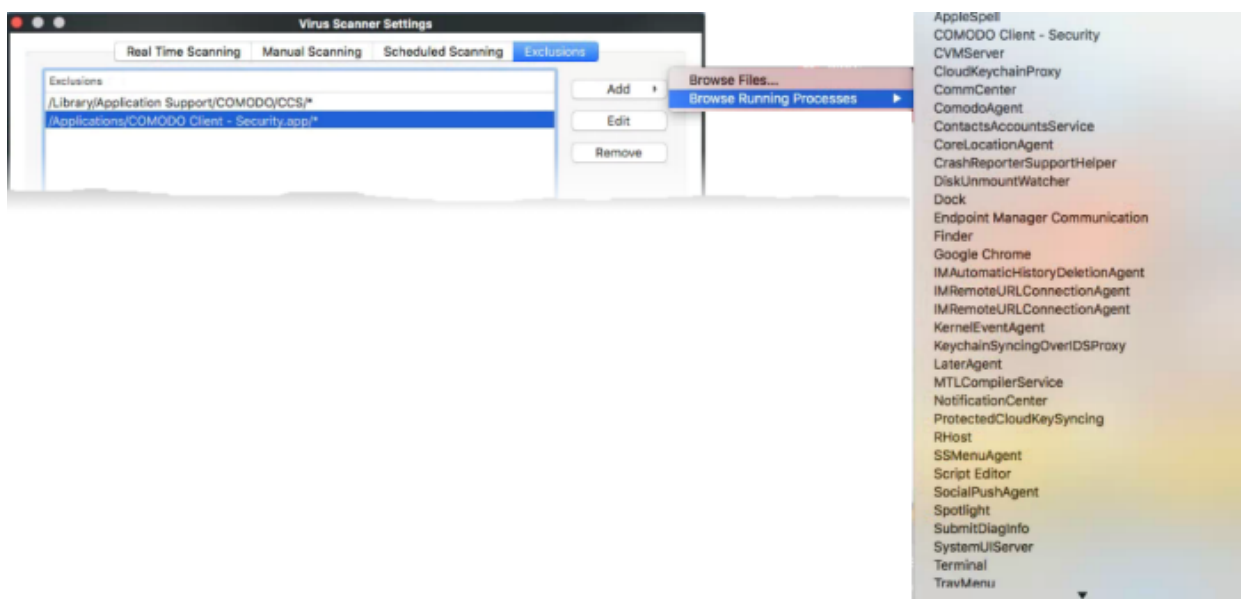 Virus Scanner Settings
Real Time Scanning Manual Scanning Scheduled Scanning Exclusions
Exclusions
/Library/Application Support/COMODO/CCS/*
/Applications/COMODO Client - Security.app/*
Add
Edit
Remove
Browse Files...
Browse Running Processes
AppleSpell
COMODO Client - Security
CVMServer
CloudKeychainProxy
CommCenter
ComodoAgent
ContactsAccountsService
CoreLocationAgent
CrashReporterSupportHelper
DiskUnmountWatcher
Dock
Endpoint Manager Communication
Finder
Google Chrome
IMAutomaticHistoryDeletionAgent
IMRemoteURLConnectionAgent
IMRemoteURLConnectionAgent
KernelEventAgent
KeychainSyncingOverIDSProxy
LaterAgent
MTLCompilerService
NotificationCenter
ProtectedCloudKeySyncing
RHost
SSMenuAgent
Script Editor
SocialPushAgent
Spotlight
SubmitDiagInfo
SystemUIServer
Terminal
TrayMenu